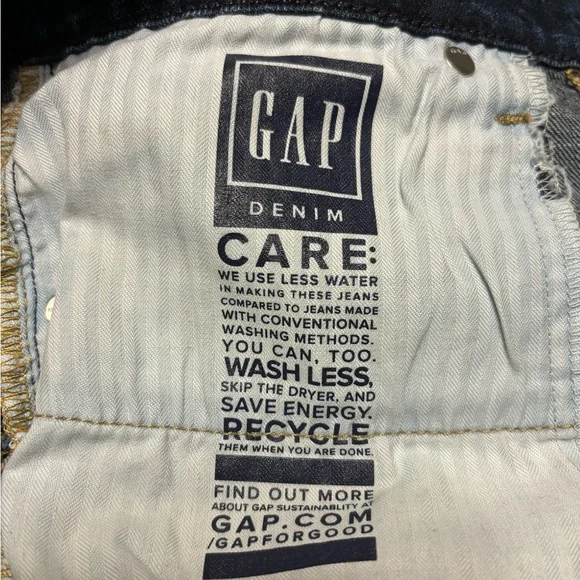 GAP
DENIM
CARE:
WE USE LESS WATER
IN MAKING THESE JEANS
COMPARED TO JEANS MADE
WITH CONVENTIONAL
WASHING METHODS.
YOU CAN, TOO.
WASH LESS,
SKIP THE DRYER, AND
SAVE ENERGY.
RECYCLE
THEM WHEN YOU ARE DONE.
FIND OUT MORE
ABOUT GAP SUSTAINABLITY AT
GAP.COM
/GAPFORGOOD